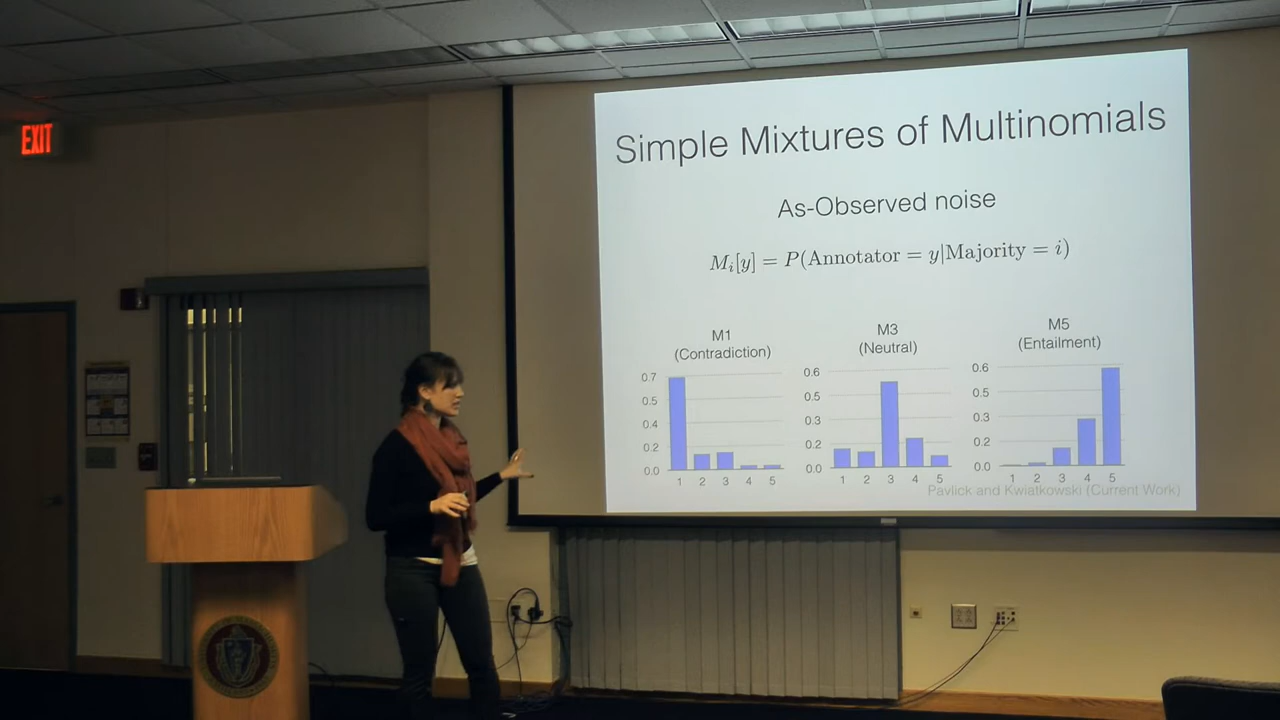 EXIT
Simple Mixtures of Multinomials
As-Observed noise
M_i[y] = P(Annotator = y|Majority = i)
M1
(Contradiction)
0.7
0.5
0.4
0.2
0.0
1 2 3 4 5
M3
(Neutral)
0.6
0.5
0.3
0.2
0.0
1 2 3 4 5
M5
(Entailment)
0.6
0.5
0.3
0.2
0.0
1 2 3 4 5
Pavlick and Kwiatkowski (Current Work)